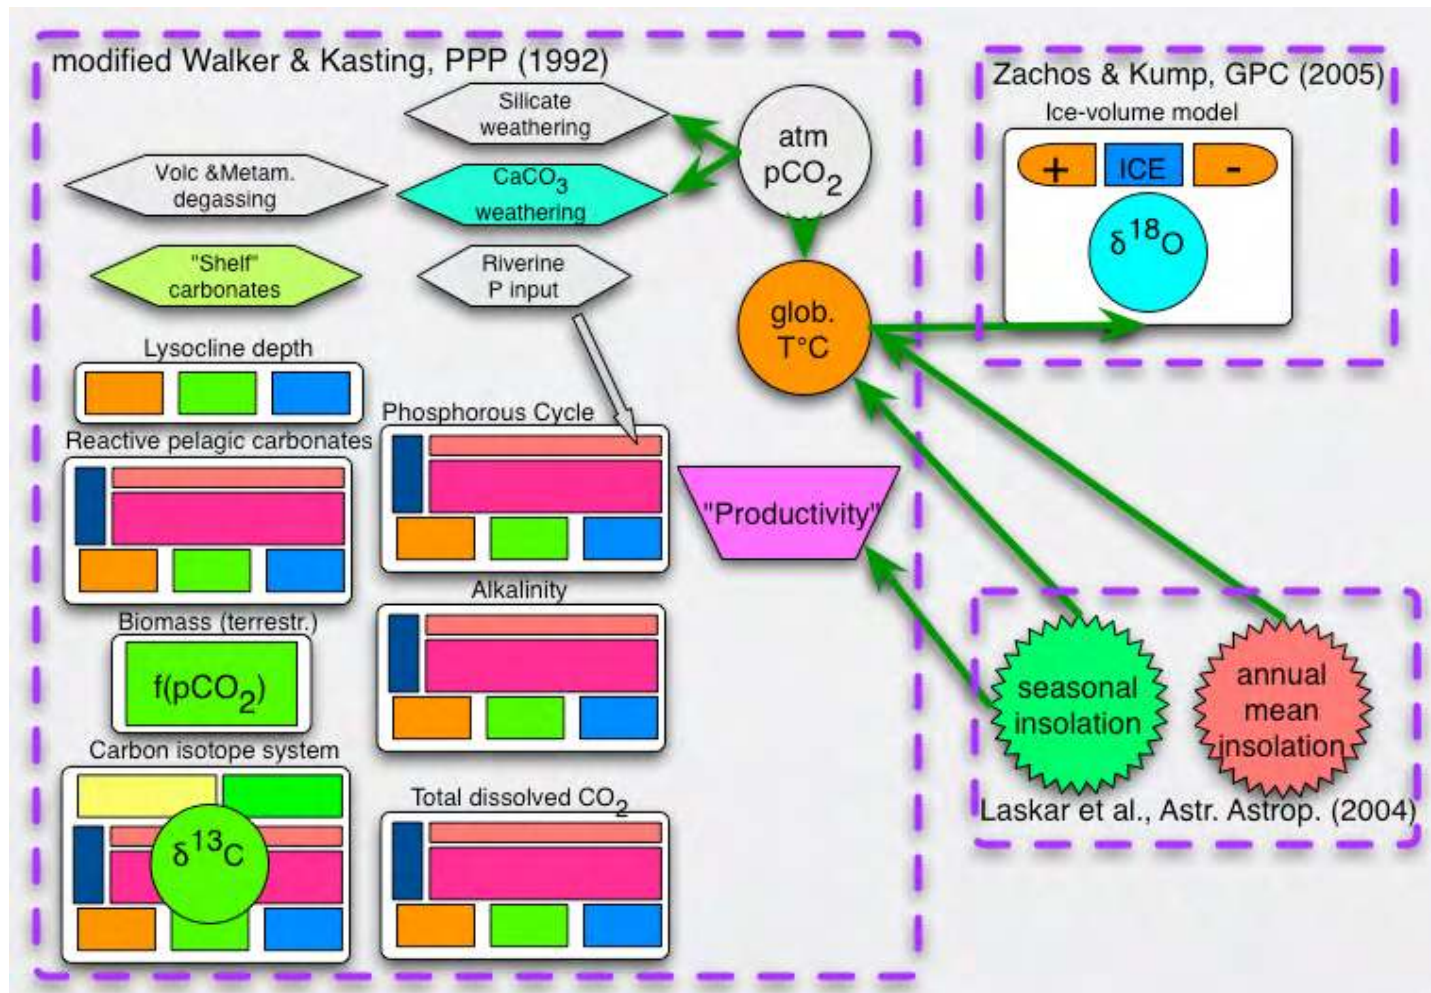 modified Walker & Kasting, PPP (1992)
Silicate
weathering
atm
pCO2
Volc &Metam.
degassing
CaCO3
weathering
"Shelf"
carbonates
Riverine
P input
glob.
T°C
Lysocline depth
Phosphorous Cycle
Reactive pelagic carbonates
"Productivity"
Alkalinity
Biomass (terrestr.)
f(pCO2)
Carbon isotope system
δ13C
Total dissolved CO2
Zachos & Kump, GPC (2005)
Ice-volume model
+ ICE -
δ18O
seasonal
insolation
annual
mean
insolation
Laskar et al., Astr. Astrop. (2004)